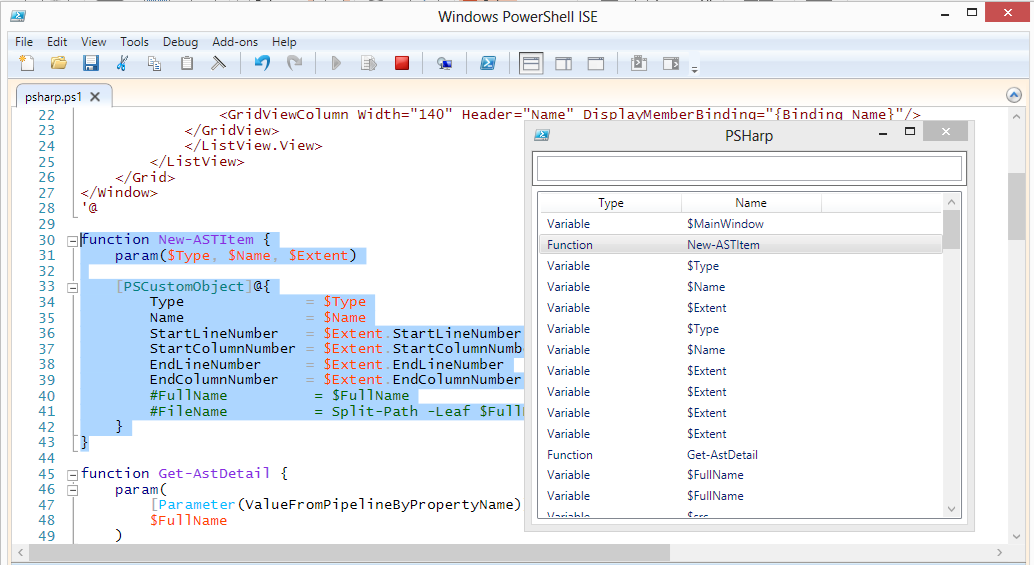 Windows PowerShell ISE
File Edit View Tools Debug Add-ons Help
psharp.ps1
22 <GridViewColumn Width="140" Header="Name" DisplayMemberBinding="{Binding Name}"/>
23 </GridView>
24 </ListView.View>
25 </ListView>
26 </Grid>
27 </Window>
28 '@
29
30 function New-ASTItem {
31 param($Type, $Name, $Extent)
32
33 [PSCustomObject]@{
34 Type = $Type
35 Name = $Name
36 StartLineNumber = $Extent.StartLineNumber
37 StartColumnNumber = $Extent.StartColumnNumb
38 EndLineNumber = $Extent.EndLineNumber
39 EndColumnNumber = $Extent.EndColumnNumber
40 #FullName = $FullName
41 #FileName = Split-Path -Leaf $Full
42 }
43 }
44
45 function Get-AstDetail {
46 param(
47 [Parameter(ValueFromPipelineByPropertyName)
48 $FullName
49 )
PSHarp
Type Name
Variable $MainWindow
Function New-ASTItem
Variable $Type
Variable $Name
Variable $Extent
Variable $Type
Variable $Name
Variable $Extent
Variable $Extent
Variable $Extent
Variable $Extent
Function Get-AstDetail
Variable $FullName
Variable $FullName
Variable $src